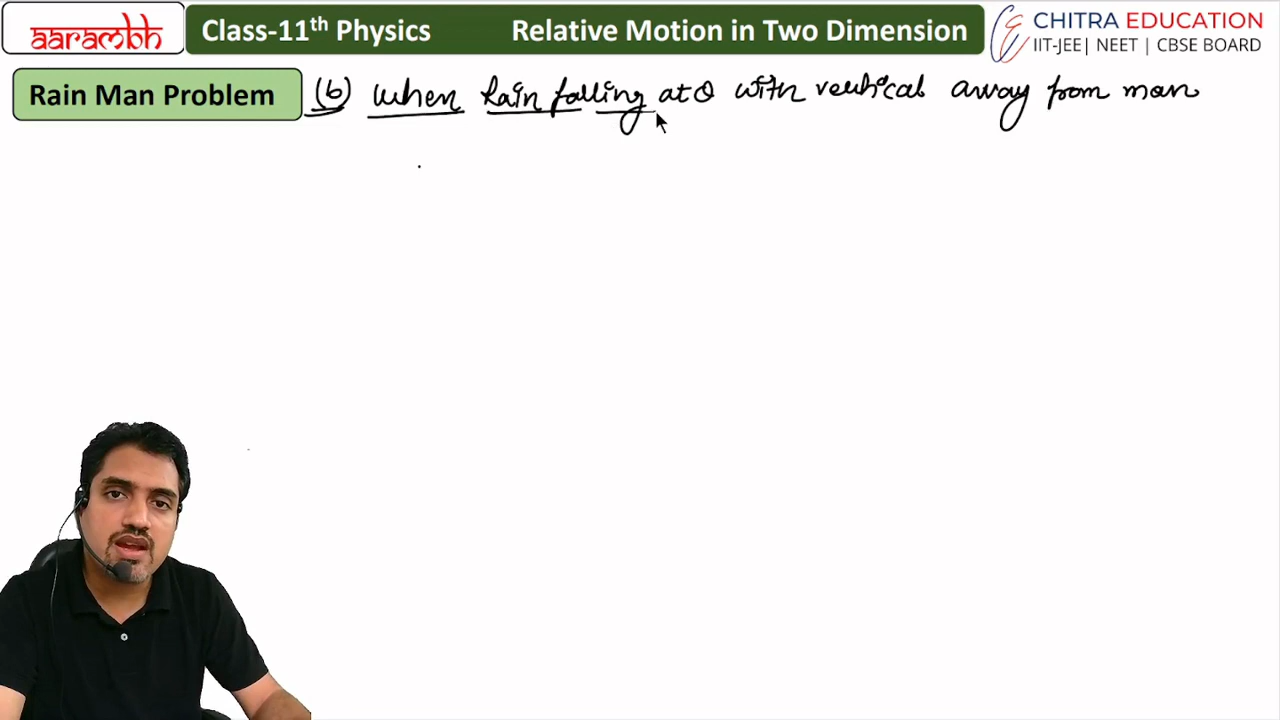 aarambh
Class-11th Physics Relative Motion in Two Dimension
CHITRA EDUCATION
IIT-JEE| NEET | CBSE BOARD
Rain Man Problem
(b) When Rain falling at θ with vertical away from man